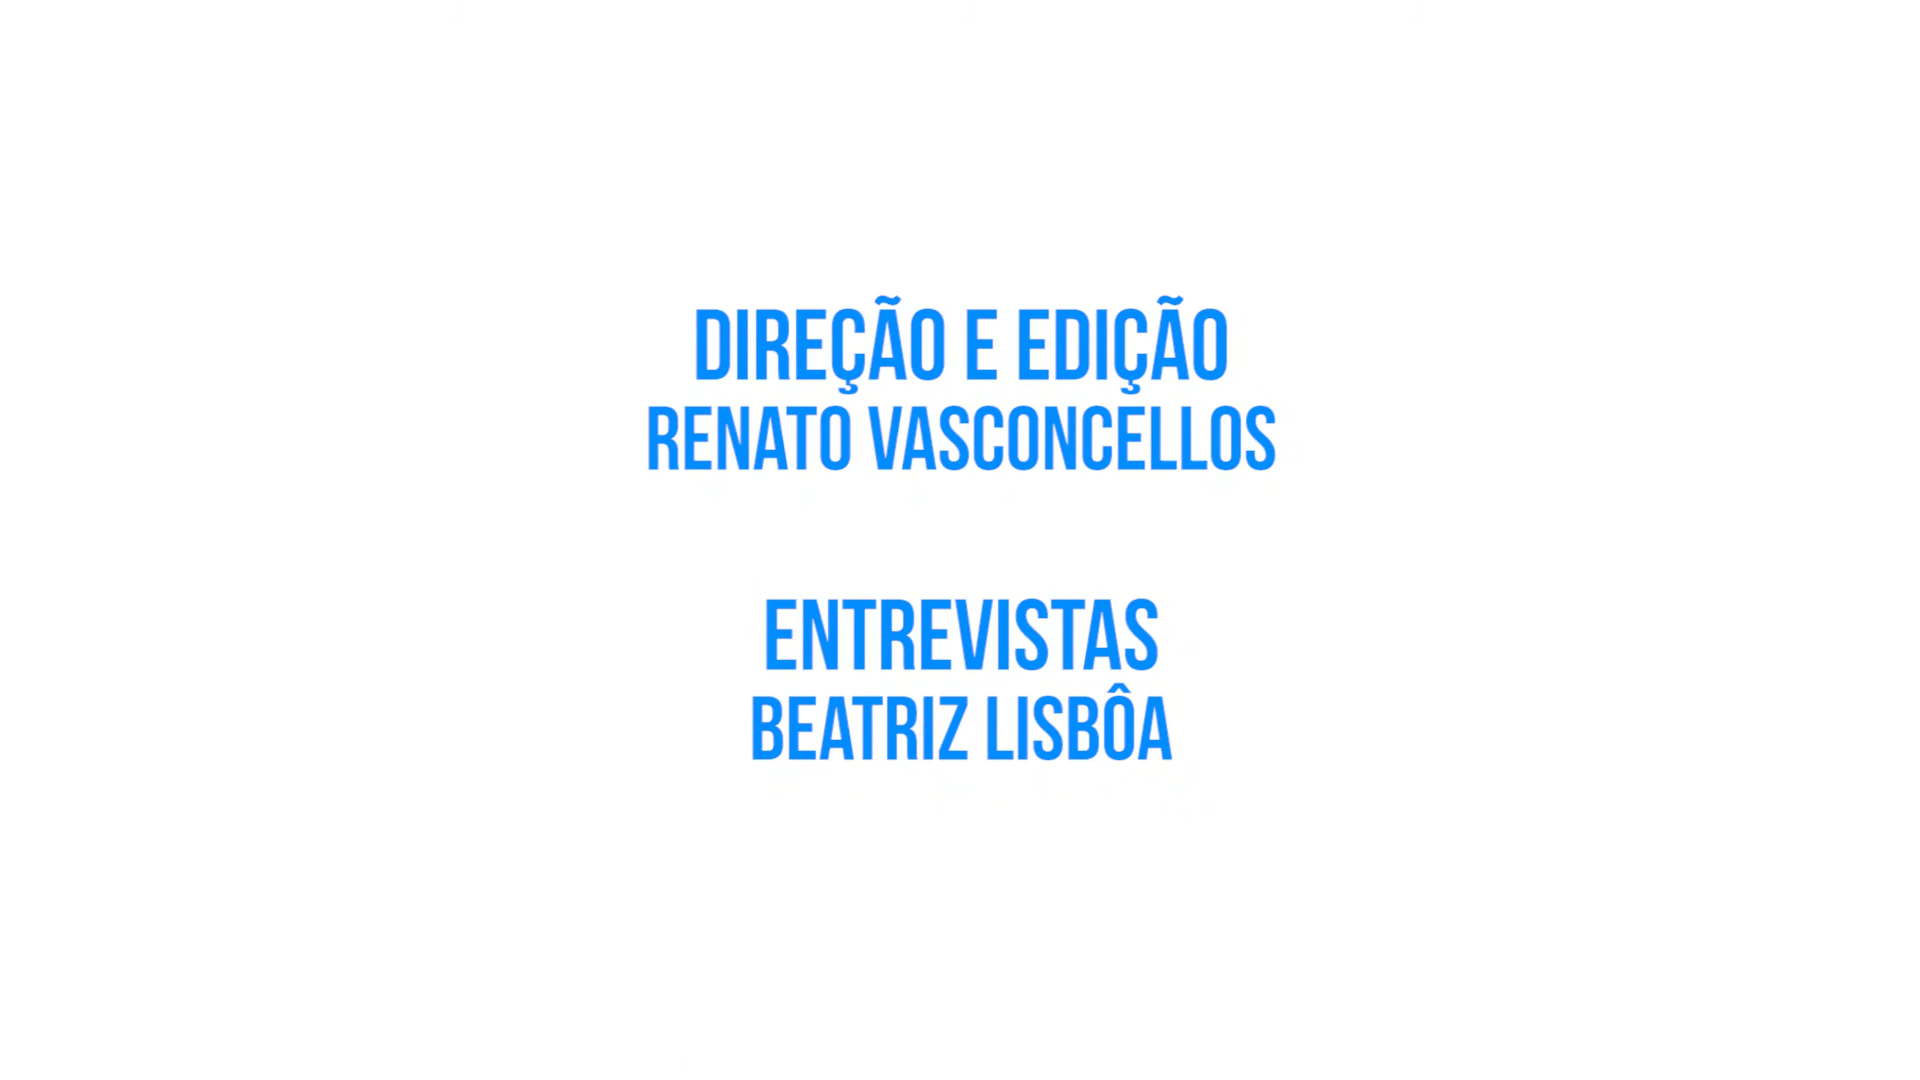 DIREÇÃO E EDIÇÃO
RENATO VASCONCELLOS
ENTREVISTAS
BEATRIZ LISBÔA